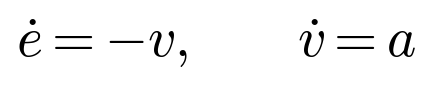 ė = −v,   v̇ = a